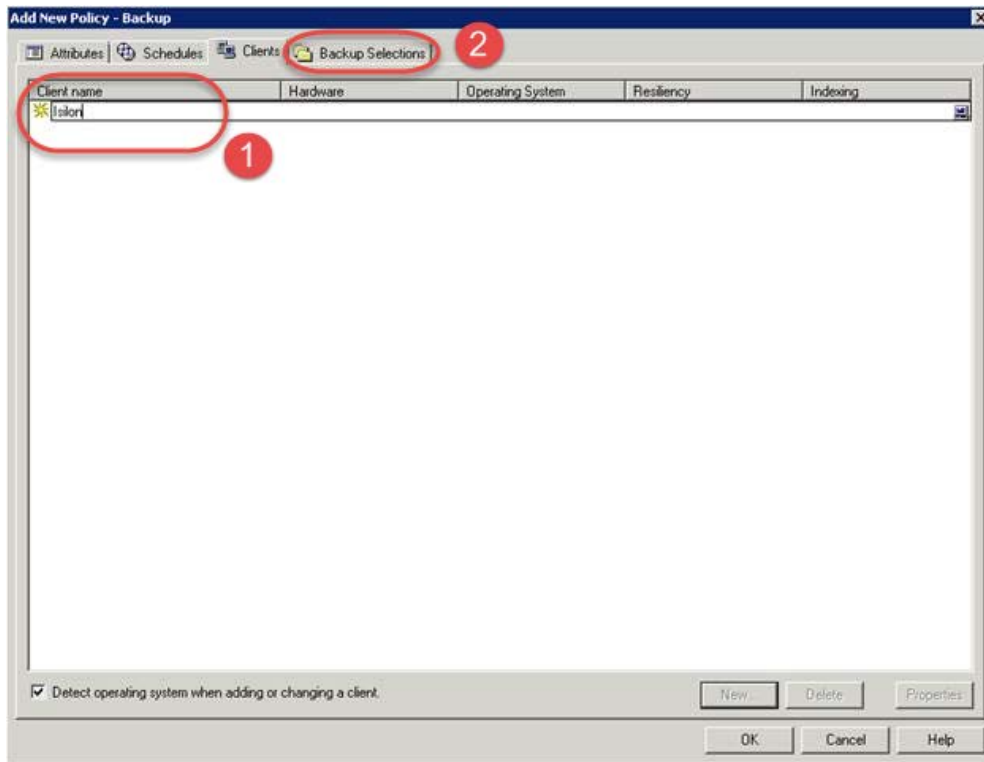 Add New Policy - Backup
Attributes Schedules Clients Backup Selections 2
Client name Hardware Operating System Resiliency Indexing
Isilon
1
Detect operating system when adding or changing a client. New... Delete Properties
OK Cancel Help